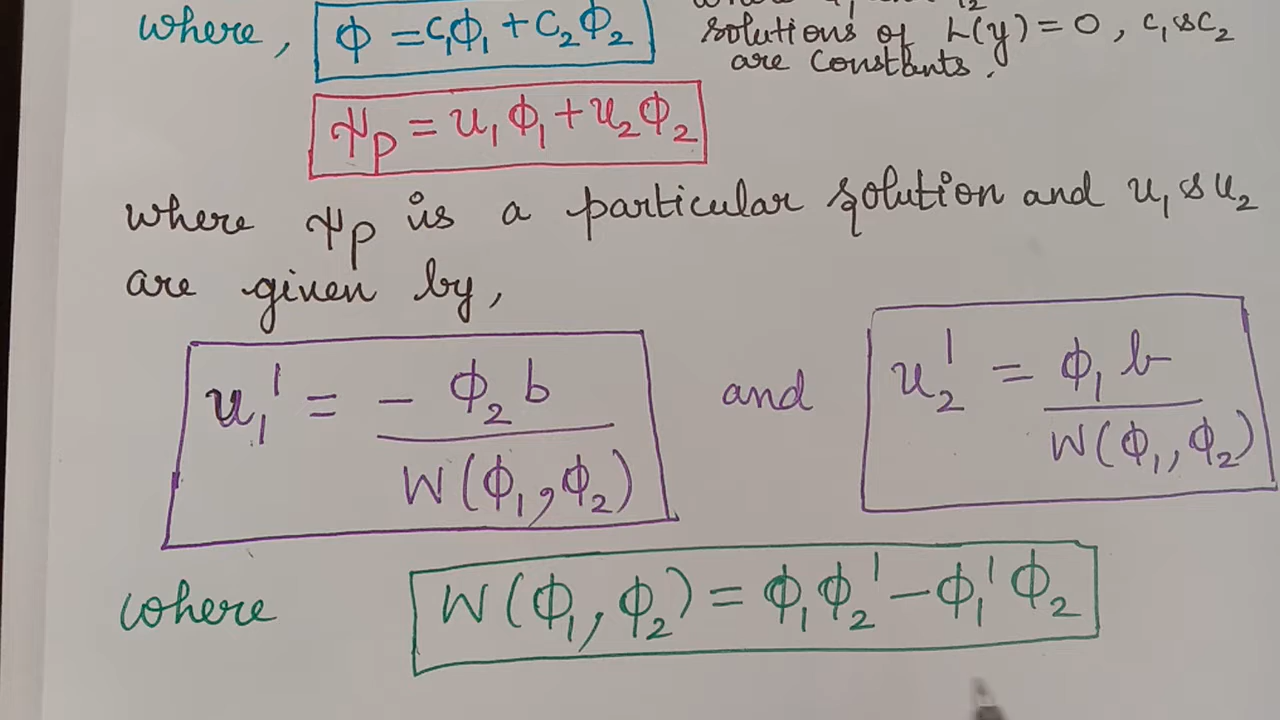 where, Φ = c₁Φ₁ + c₂Φ₂
solutions of L(y) = 0, c₁ & c₂
are constants.
ψp = u₁Φ₁ + u₂Φ₂
where ψp is a particular solution and u₁ & u₂
are given by,
u₁' = - Φ₂ b / W(Φ₁, Φ₂) and u₂' = Φ₁ b / W(Φ₁, Φ₂)
where W(Φ₁, Φ₂) = Φ₁Φ₂' - Φ₁'Φ₂